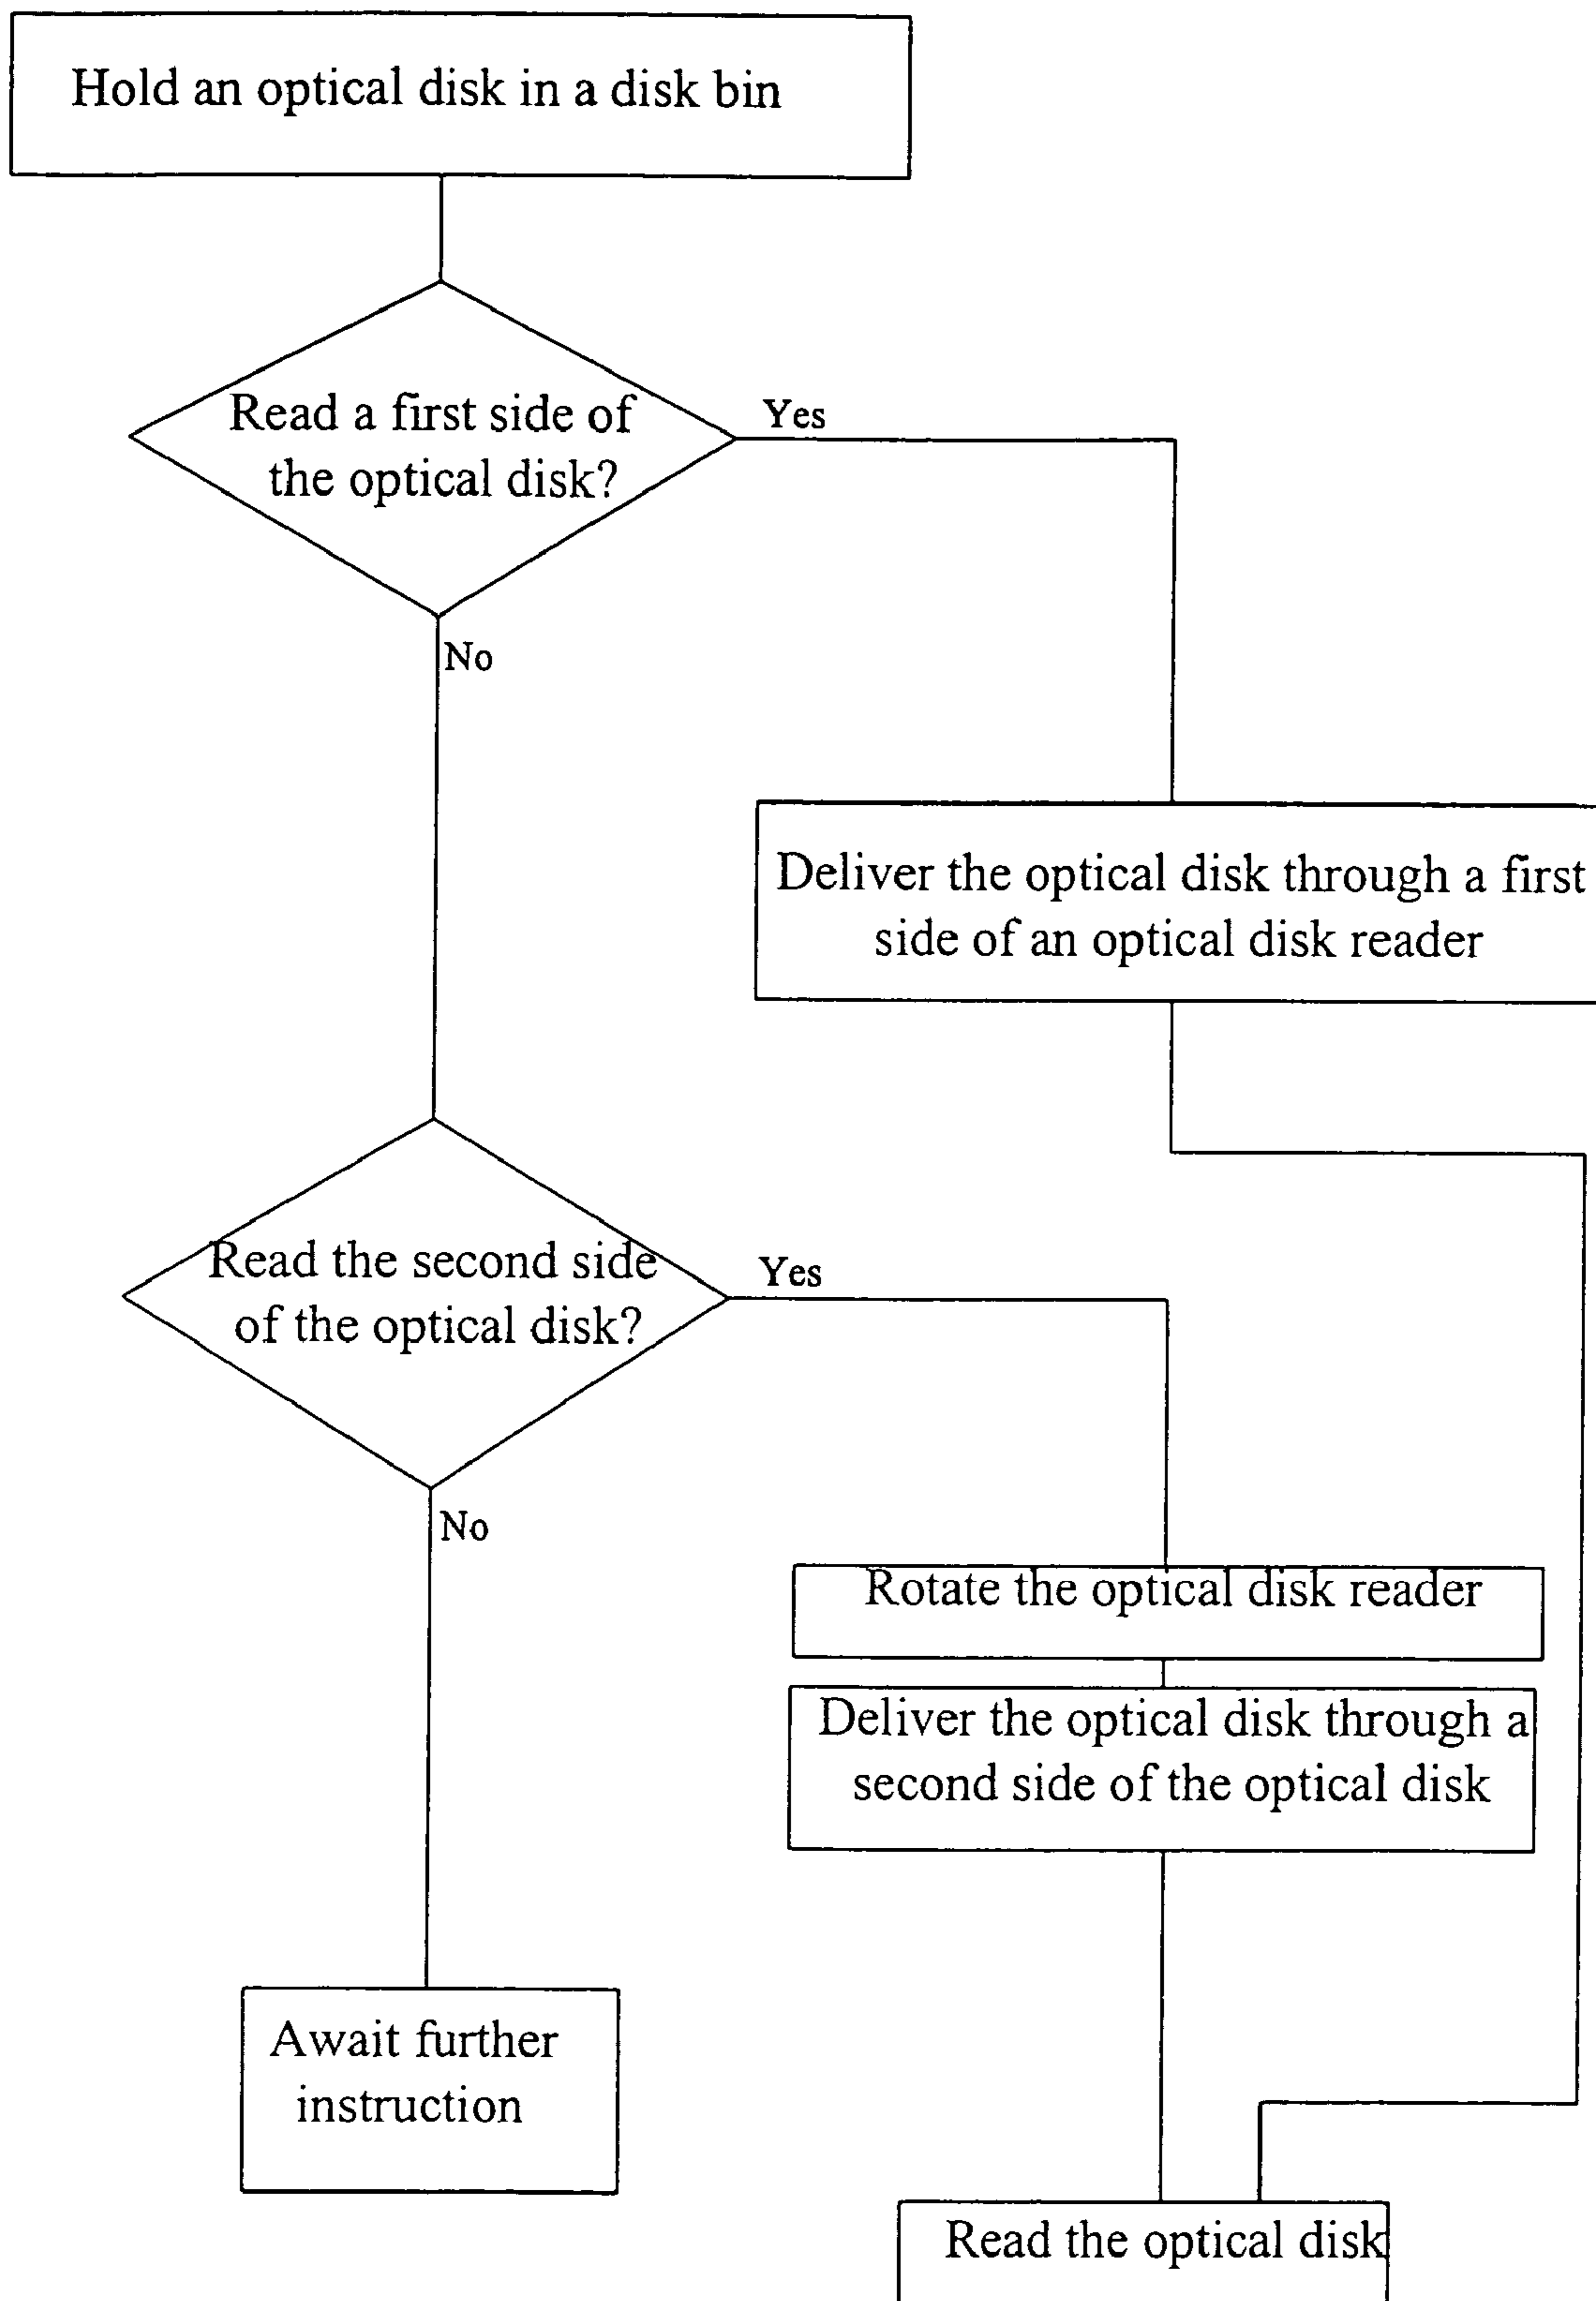 Hold an optical disk in a disk bin
Read a first side of
the optical disk?
Yes
No
Deliver the optical disk through a first
side of an optical disk reader
Read the second side
of the optical disk?
Yes
No
Rotate the optical disk reader
Deliver the optical disk through a
second side of the optical disk
Await further
instruction
Read the optical disk